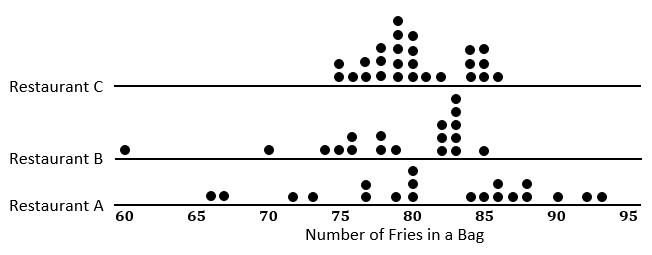 Restaurant C
Restaurant B
Restaurant A
60 65 70 75 80 85 90 95
Number of Fries in a Bag